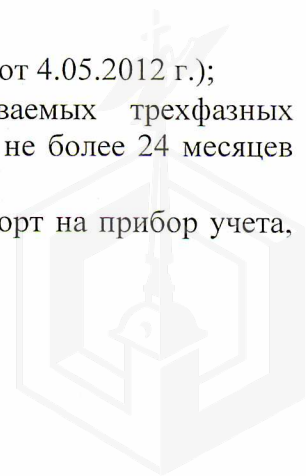 от 4.05.2012 г.);
ваемых трехфазных
не более 24 месяцев
орт на прибор учета,